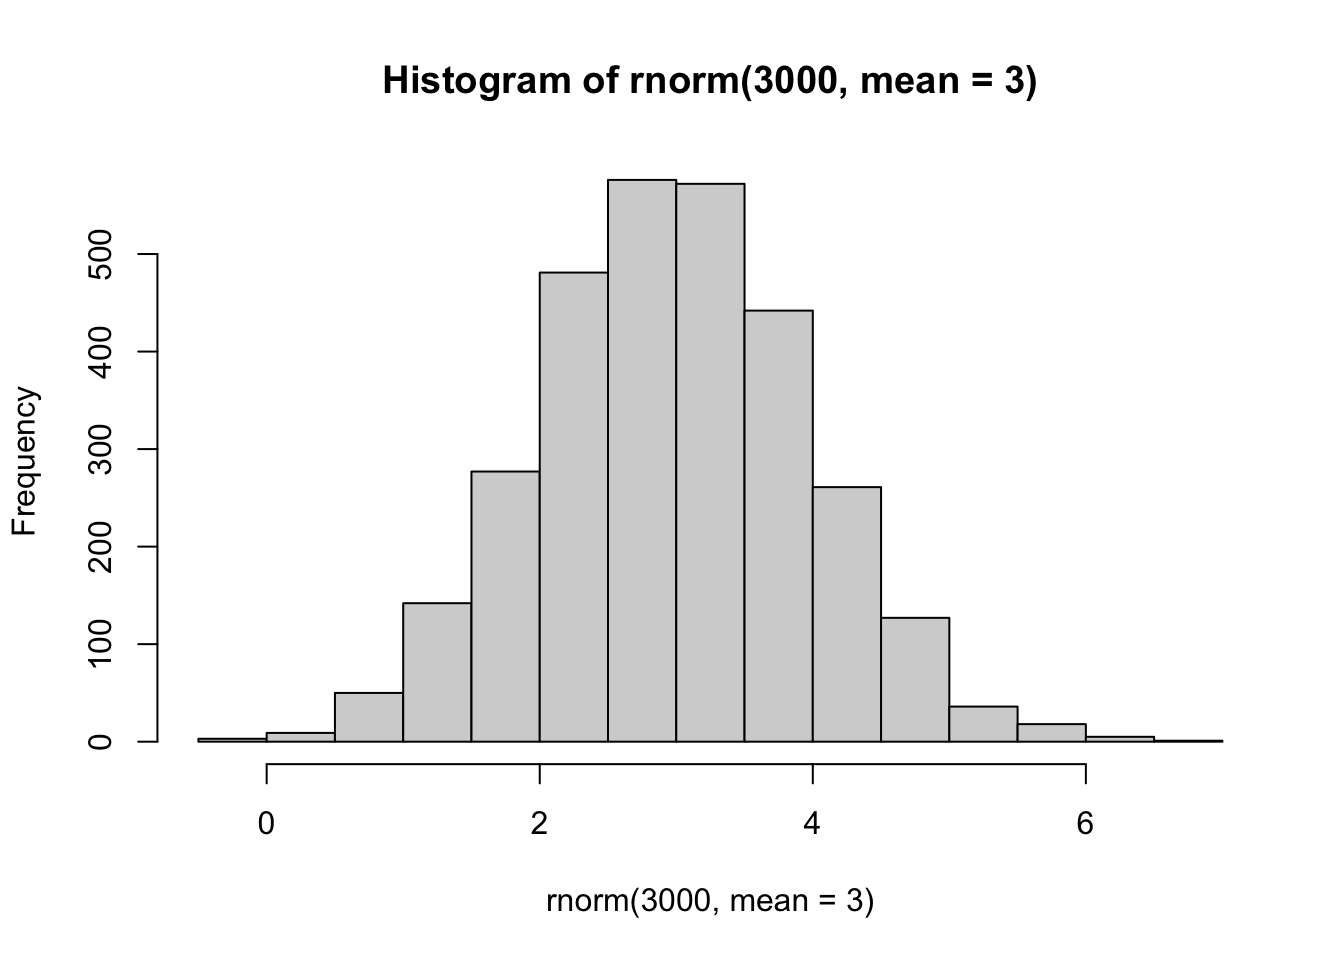 Histogram of rnorm(3000, mean = 3)
Frequency
500
400
300
200
100
0
0 2 4 6
rnorm(3000, mean = 3)